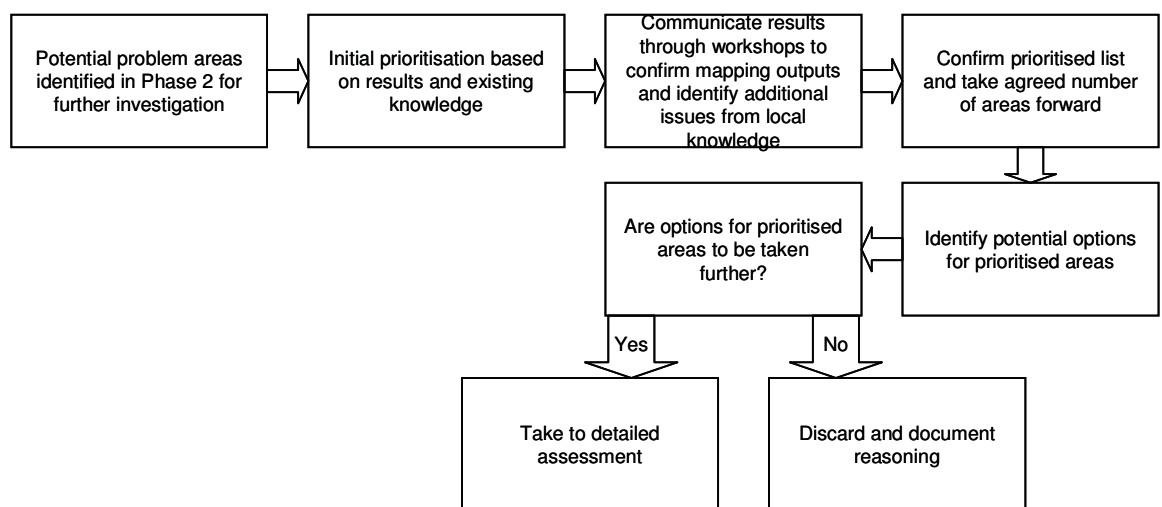 Potential problem areas
identified in Phase 2 for
further investigation
Initial prioritisation based
on results and existing
knowledge
Communicate results
through workshops to
confirm mapping outputs
and identify additional
issues from local
knowledge
Confirm prioritised list
and take agreed number
of areas forward
Identify potential options
for prioritised areas
Are options for prioritised
areas to be taken
further?
Yes
No
Take to detailed
assessment
Discard and document
reasoning